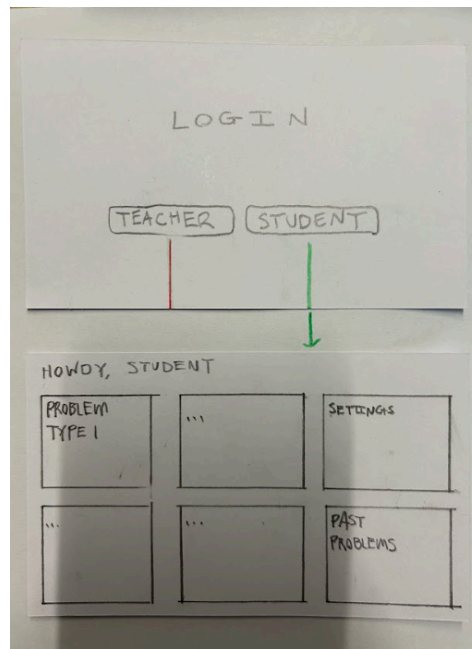 LOGIN
TEACHER STUDENT
HOWDY, STUDENT
PROBLEM
TYPE 1
...
SETTINGS
...
...
PAST
PROBLEMS